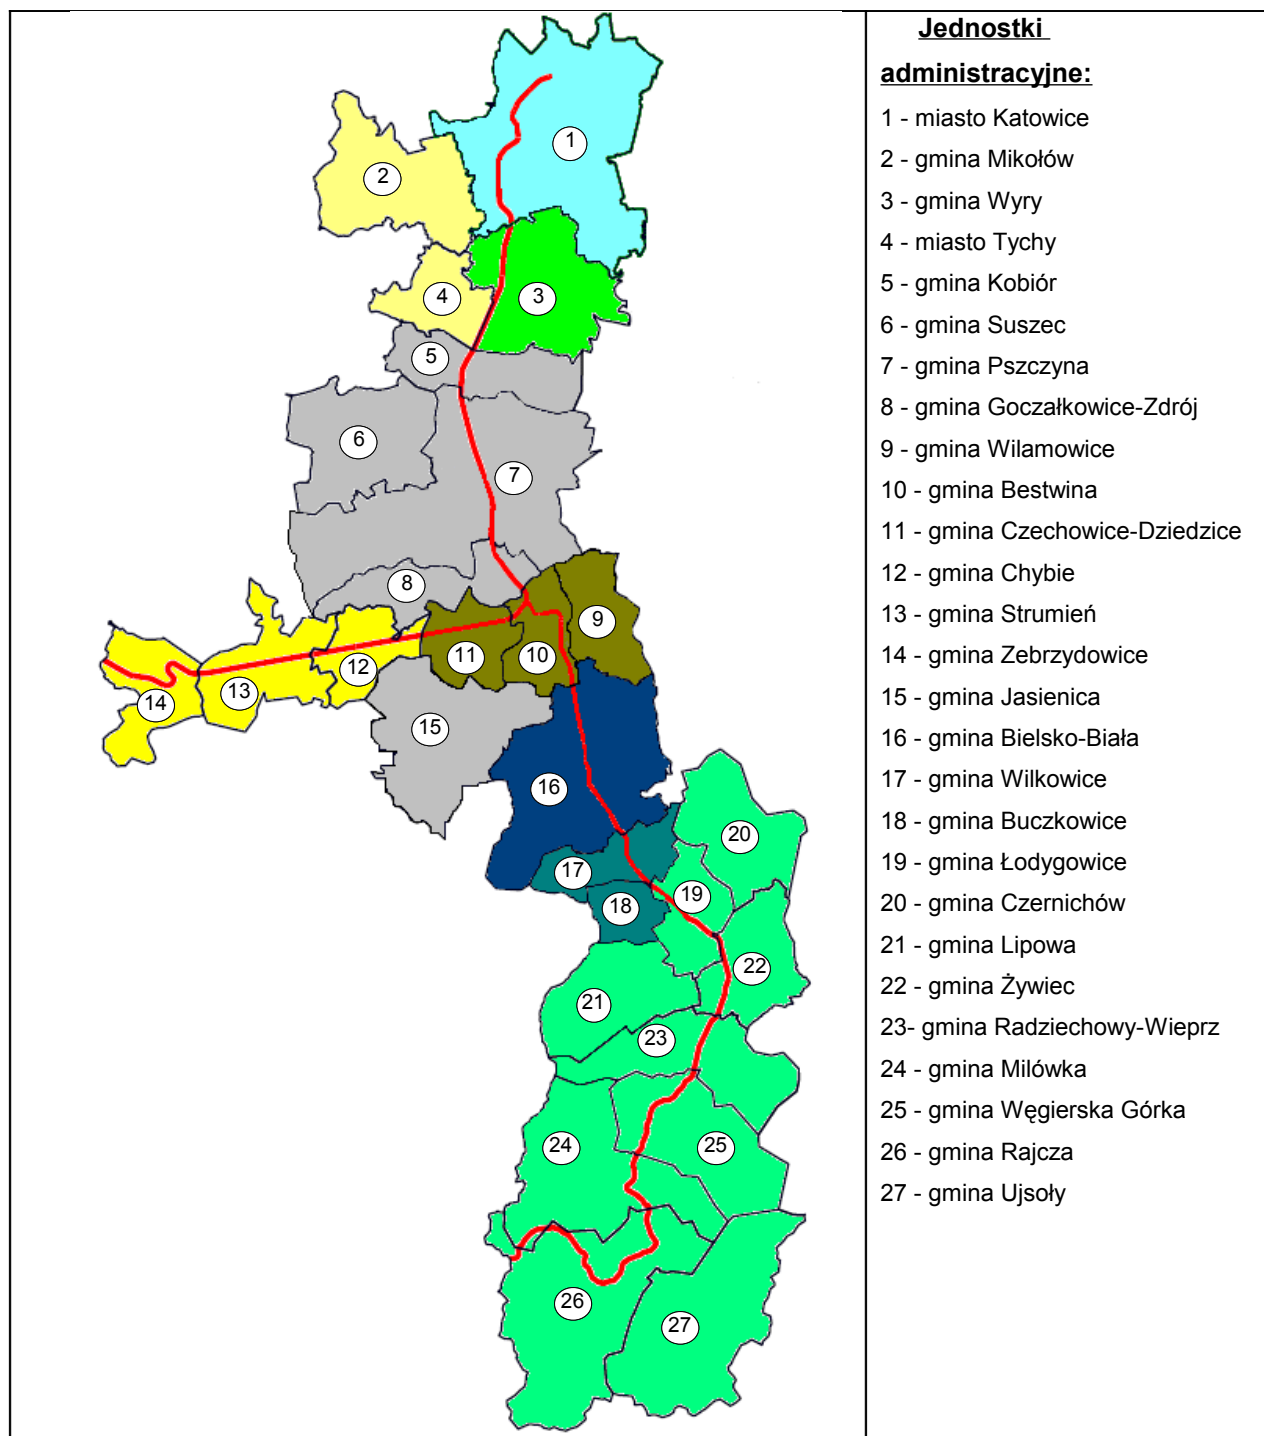 Jednostki
administracyjne:
1 - miasto Katowice
2 - gmina Mikołów
3 - gmina Wyry
4 - miasto Tychy
5 - gmina Kobiór
6 - gmina Suszec
7 - gmina Pszczyna
8 - gmina Goczałkowice-Zdrój
9 - gmina Wilamowice
10 - gmina Bestwina
11 - gmina Czechowice-Dziedzice
12 - gmina Chybie
13 - gmina Strumień
14 - gmina Zebrzydowice
15 - gmina Jasienica
16 - gmina Bielsko-Biała
17 - gmina Wilkowice
18 - gmina Buczkowice
19 - gmina Łodygowice
20 - gmina Czernichów
21 - gmina Lipowa
22 - gmina Żywiec
23- gmina Radziechowy-Wieprz
24 - gmina Milówka
25 - gmina Węgierska Górka
26 - gmina Rajcza
27 - gmina Ujsoły
1
2
3
4
5
6
7
8
9
10
11
12
13
14
15
16
17
18
19
20
21
22
23
24
25
26
27